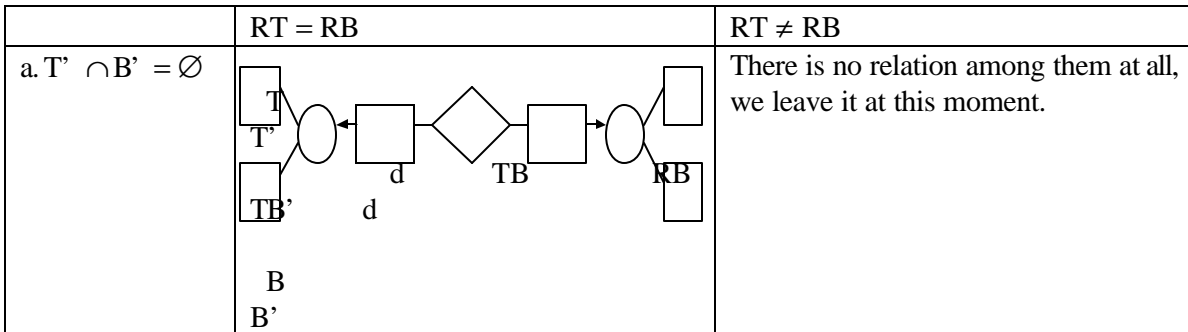 RT = RB
RT ≠ RB
a. T’ ∩ B’ = ∅
T
T’
d TB RB
TB’ d
B
B’
There is no relation among them at all,
we leave it at this moment.